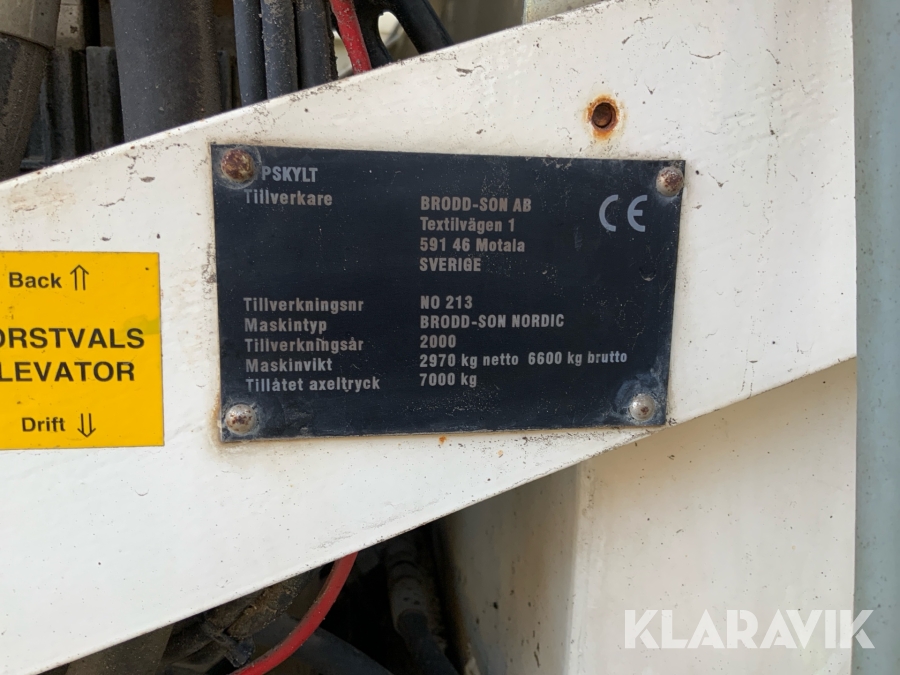 PSKYLT
Tillverkare BRODD-SON AB
Textilvägen 1
591 46 Motala
SVERIGE
CE
Tillverkningsnr NO 213
Maskintyp BRODD-SON NORDIC
Tillverkningsår 2000
Maskinvikt 2970 kg netto 6600 kg brutto
Tillåtet axeltryck 7000 kg
Back ⇑
ORSTVALS
LEVATOR
Drift ⇓
KLARAVIK